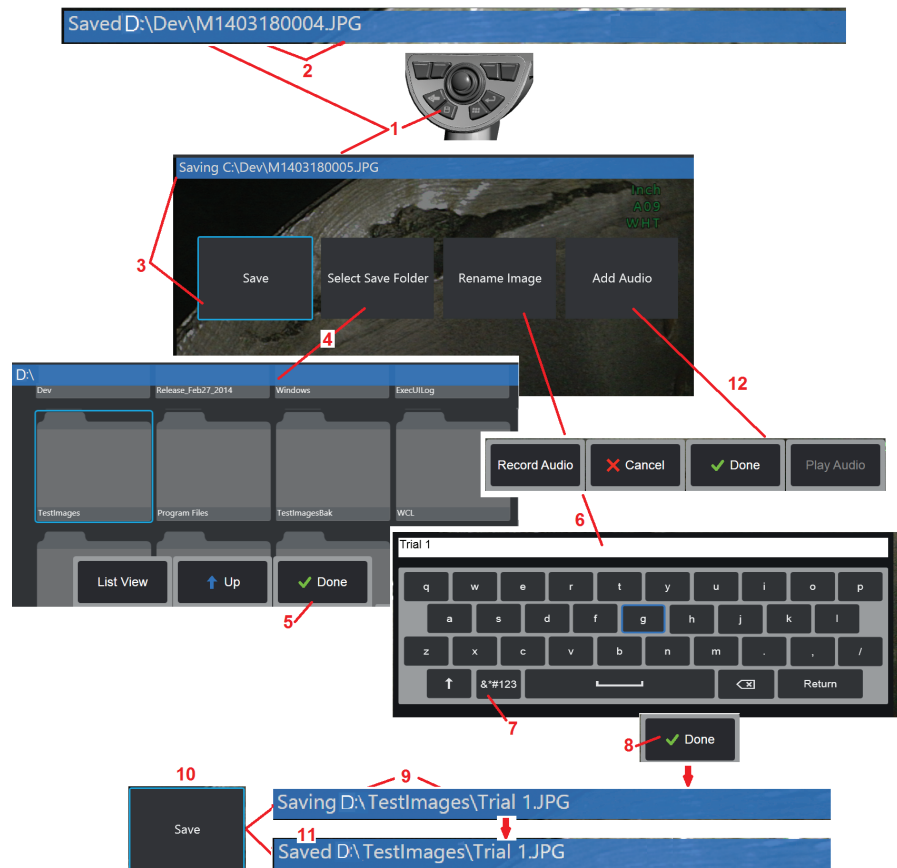 Saved D:\Dev\M1403180004.JPG
2
1
Saving C:\Dev\M1403180005.JPG
Inch
A09
WHT
3
Save
Select Save Folder
Rename Image
Add Audio
4
D:\
Dev
Release_Feb27_2014
Windows
ExecUILog
12
TestImages
Program Files
TestImagesBak
WCL
Record Audio
Cancel
Done
Play Audio
6
Trial 1
List View
Up
Done
5
q w e r t y u i o p
a s d f g h j k l
z x c v b n m . , /
&*#123
Return
7
8
Done
10
9
Save
Saving D:\TestImages\Trial 1.JPG
11
Saved D:\TestImages\Trial 1.JPG